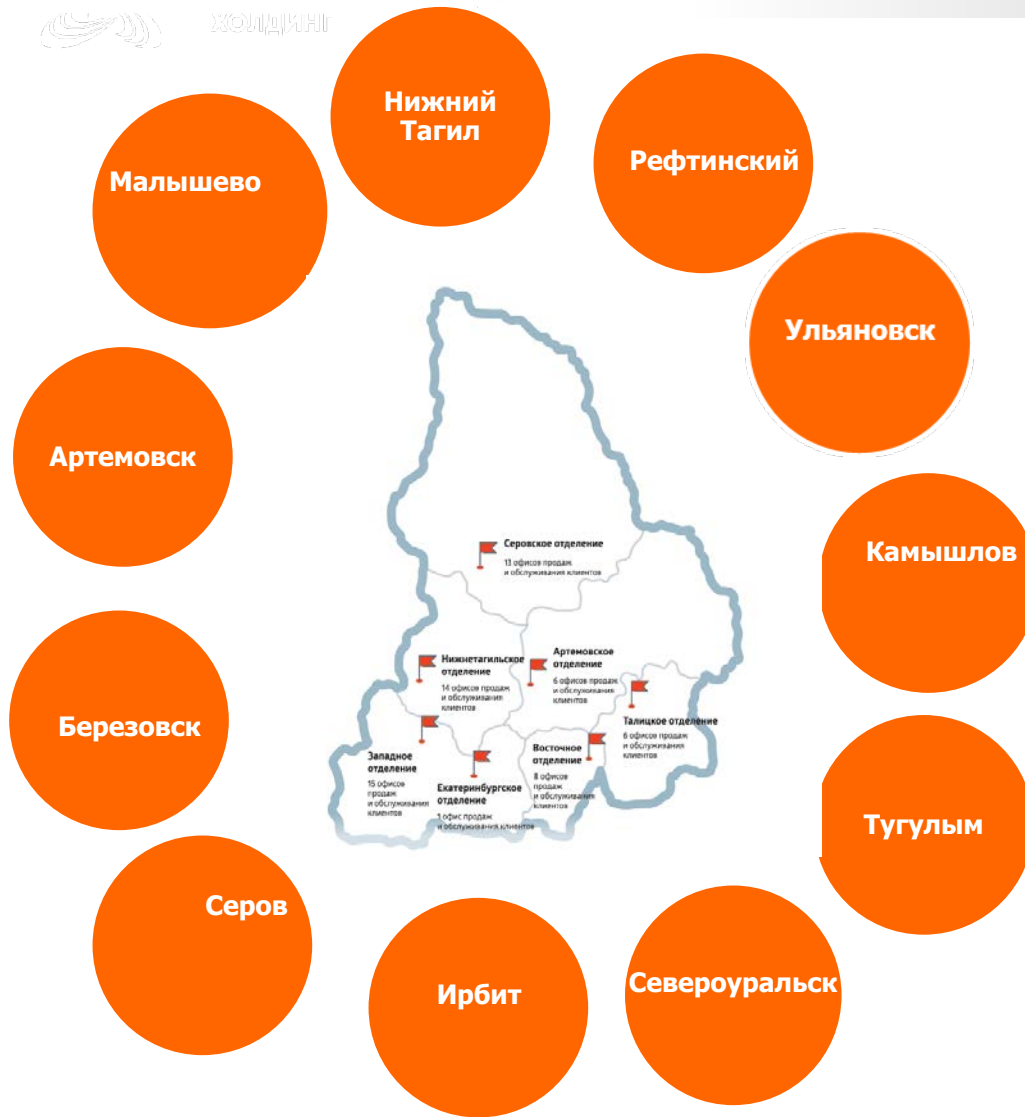 ХОЛДИНГ
Нижний
Тагил
Рефтинский
Малышево
Ульяновск
Артемовск
Камышлов
Березовск
Тугулым
Серов
Ирбит
Североуральск
Серовское отделение
13 офисов продаж
и обслуживания клиентов
Нижнетагильское
отделение
14 офисов продаж
и обслуживания
клиентов
Артемовское
отделение
6 офисов продаж
и обслуживания
клиентов
Талицкое отделение
6 офисов продаж
и обслуживания
клиентов
Западное
отделение
15 офисов
продаж
и обслуживания
клиентов
Екатеринбургское
отделение
1 офис продаж
и обслуживания клиентов
Восточное
отделение
8 офисов
продаж
и обслуживания
клиентов